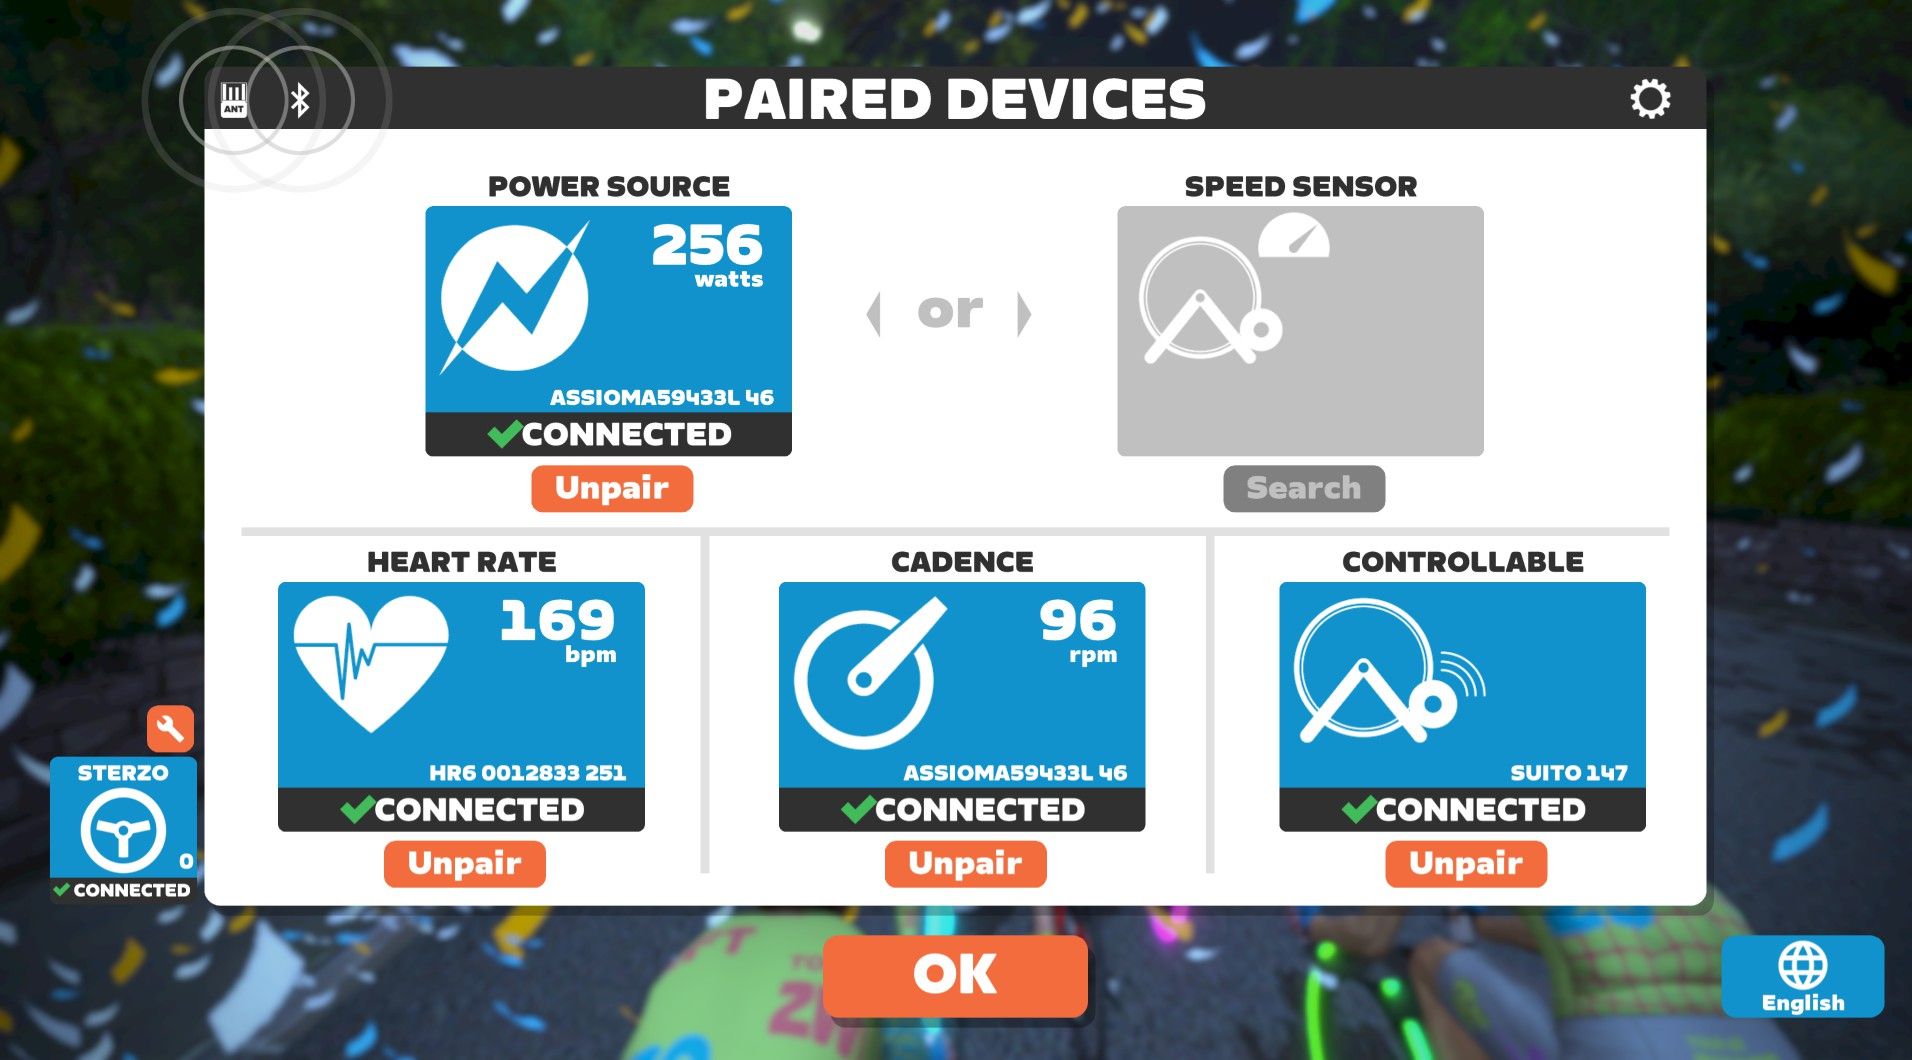 ANT
PAIRED DEVICES
POWER SOURCE
256
watts
ASSIOMA59433L 46
CONNECTED
Unpair
or
SPEED SENSOR
Search
HEART RATE
169
bpm
HR6 0012833 251
CONNECTED
Unpair
CADENCE
96
rpm
ASSIOMA59433L 46
CONNECTED
Unpair
CONTROLLABLE
SUITO 147
CONNECTED
Unpair
STERZO
0
CONNECTED
OK
English